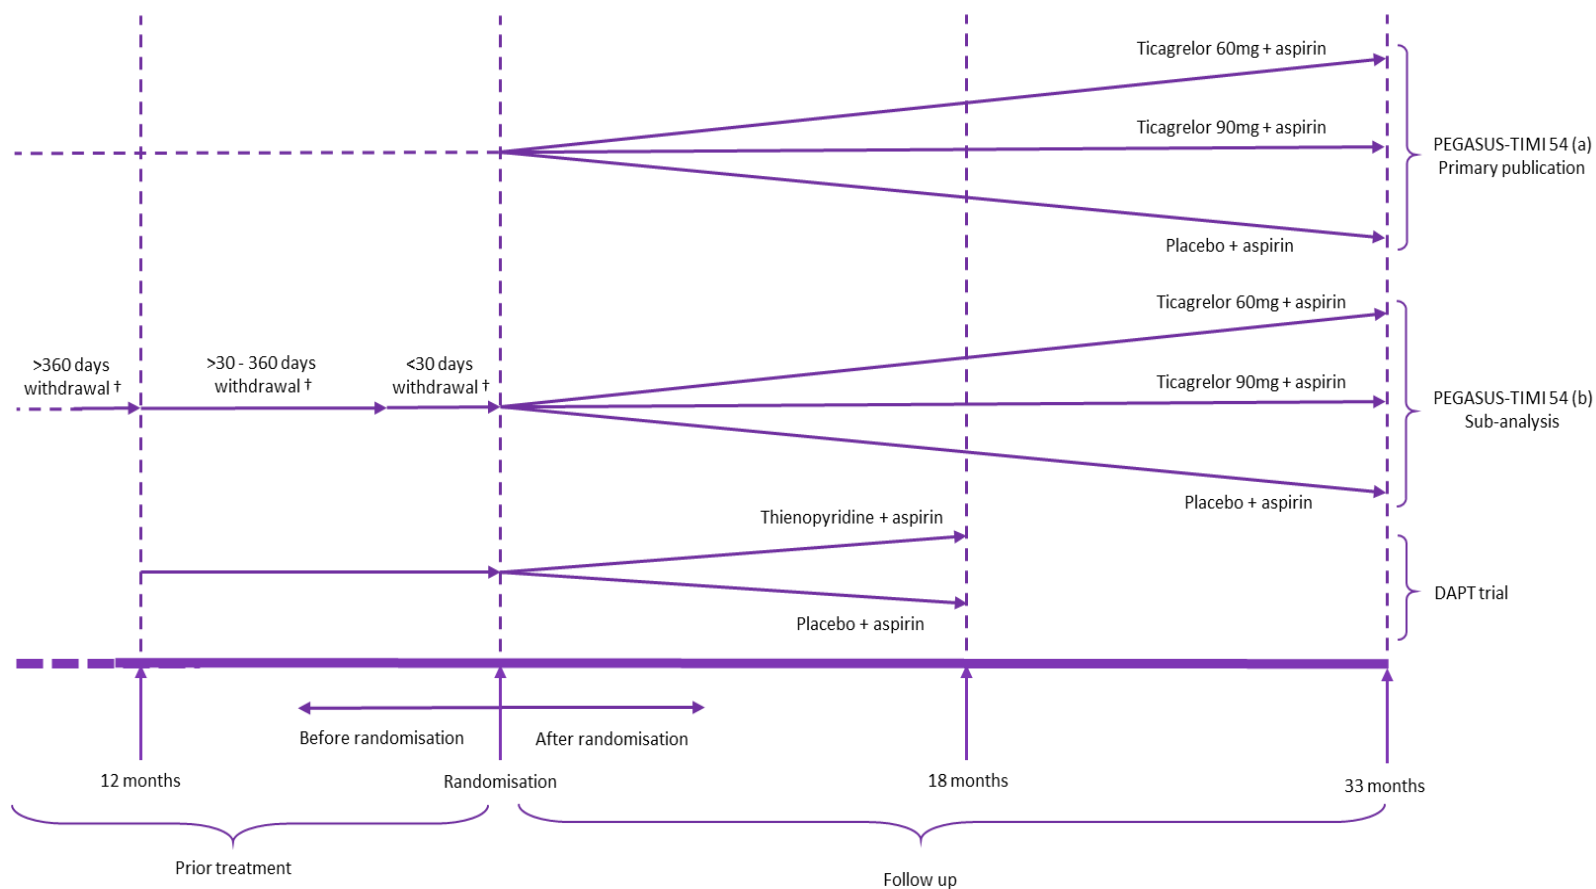 Ticagrelor 60mg + aspirin
Ticagrelor 90mg + aspirin
PEGASUS-TIMI 54 (a)
Primary publication
Placebo + aspirin
Ticagrelor 60mg + aspirin
>360 days
withdrawal †
>30 - 360 days
withdrawal †
<30 days
withdrawal †
Ticagrelor 90mg + aspirin
PEGASUS-TIMI 54 (b)
Sub-analysis
Placebo + aspirin
Thienopyridine + aspirin
DAPT trial
Placebo + aspirin
Before randomisation
After randomisation
12 months
Randomisation
18 months
33 months
Prior treatment
Follow up